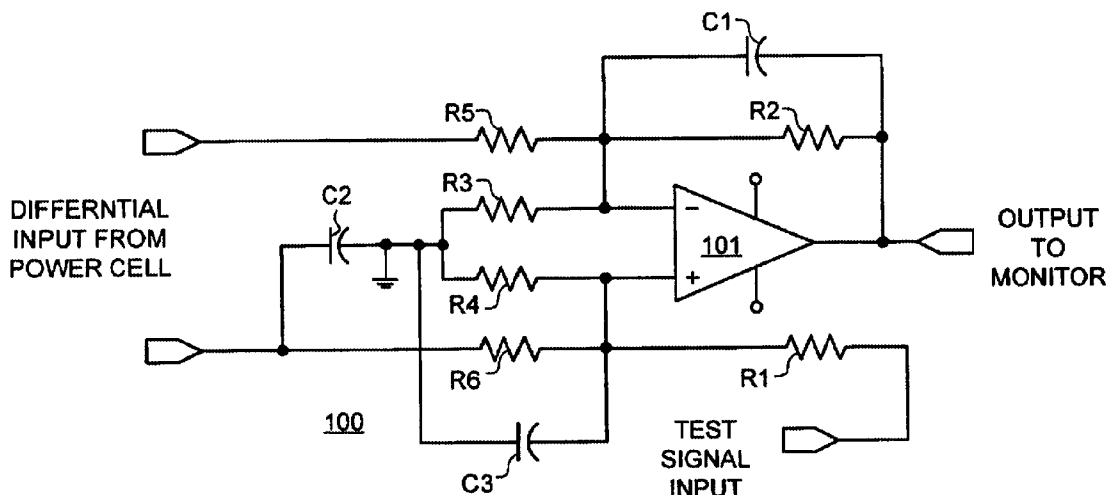 C1
R5
R2
R3
C2
DIFFERNTIAL
INPUT FROM
POWER CELL
−
101
+
OUTPUT
TO
MONITOR
R4
R6
R1
100
C3
TEST
SIGNAL
INPUT